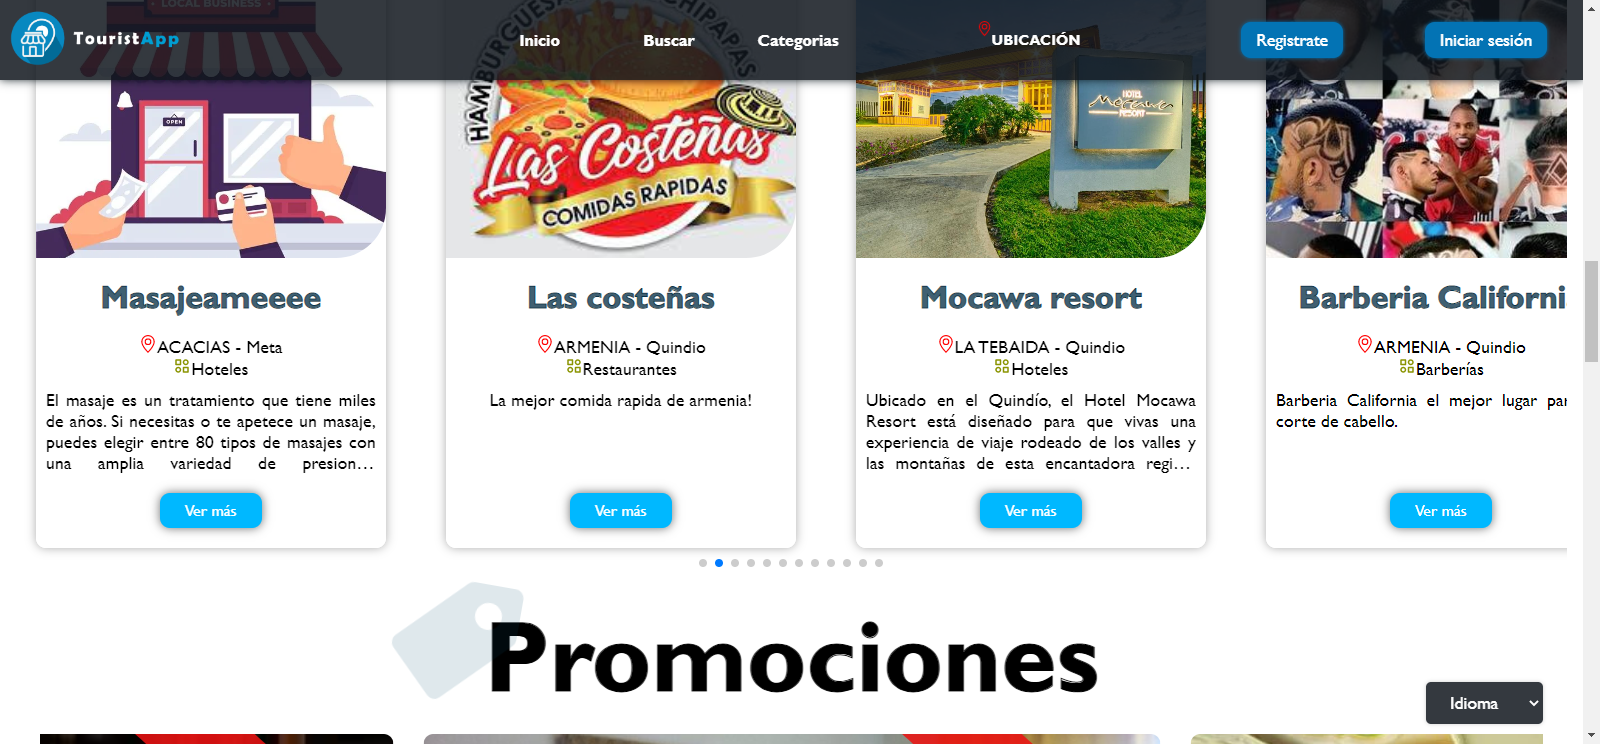 LOCAL BUSINESS
TouristApp
Inicio
Buscar
Categorias
UBICACIÓN
Registrate
Iniciar sesión
OPEN
HAMBURGUESAS
CHIPAPAS
Las Costeñas
COMIDAS RAPIDAS
HOTEL
Mocawa
RESORT
Masajeameeee
ACACIAS - Meta
Hoteles
El masaje es un tratamiento que tiene miles
de años. Si necesitas o te apetece un masaje,
puedes elegir entre 80 tipos de masajes con
una amplia variedad de presion…
Ver más
Las costeñas
ARMENIA - Quindio
Restaurantes
La mejor comida rapida de armenia!
Ver más
Mocawa resort
LA TEBAIDA - Quindio
Hoteles
Ubicado en el Quindío, el Hotel Mocawa
Resort está diseñado para que vivas una
experiencia de viaje rodeado de los valles y
las montañas de esta encantadora regi…
Ver más
Barberia Californi
ARMENIA - Quindio
Barberías
Barberia California el mejor lugar par
corte de cabello.
Ver más
Promociones
Idioma